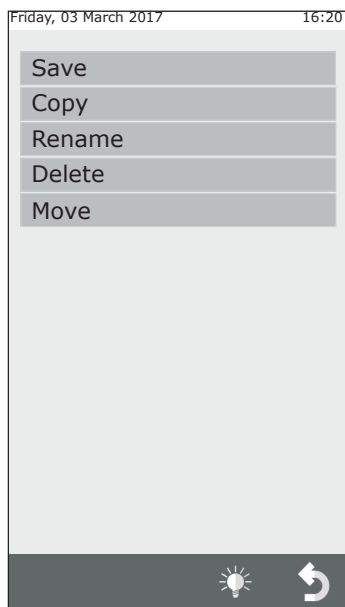 Friday, 03 March 2017 16:20
Save
Copy
Rename
Delete
Move